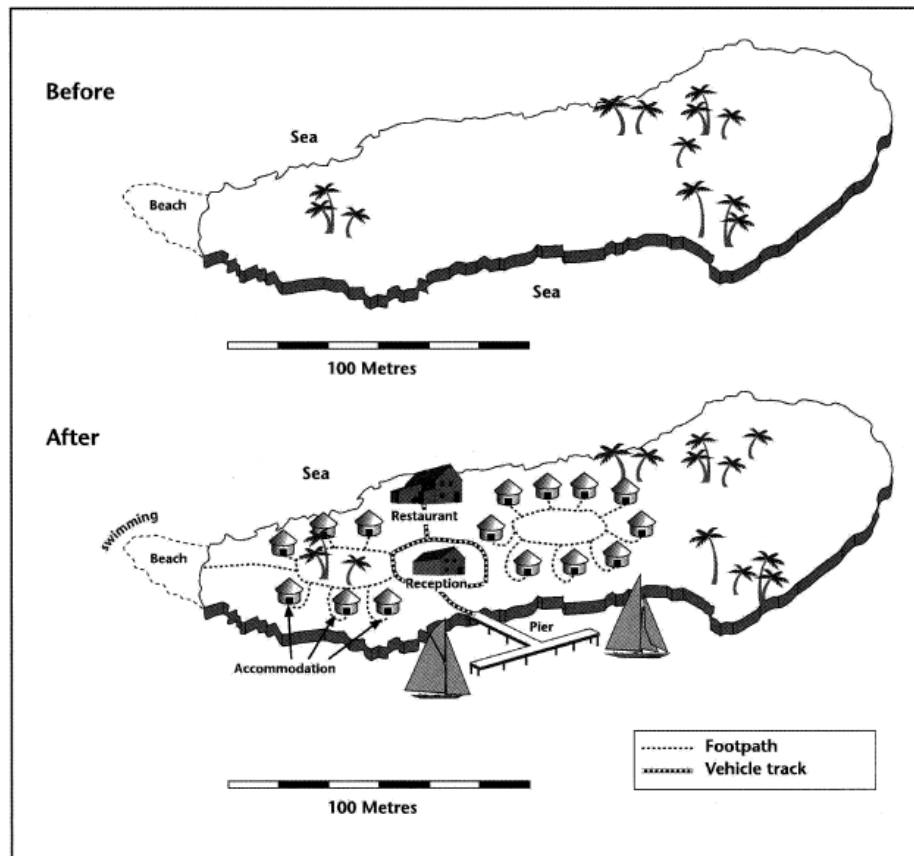 Before
Sea
Beach
Sea
100 Metres
After
Sea
swimming
Restaurant
Beach
Reception
Pier
Accommodation
Footpath
Vehicle track
100 Metres